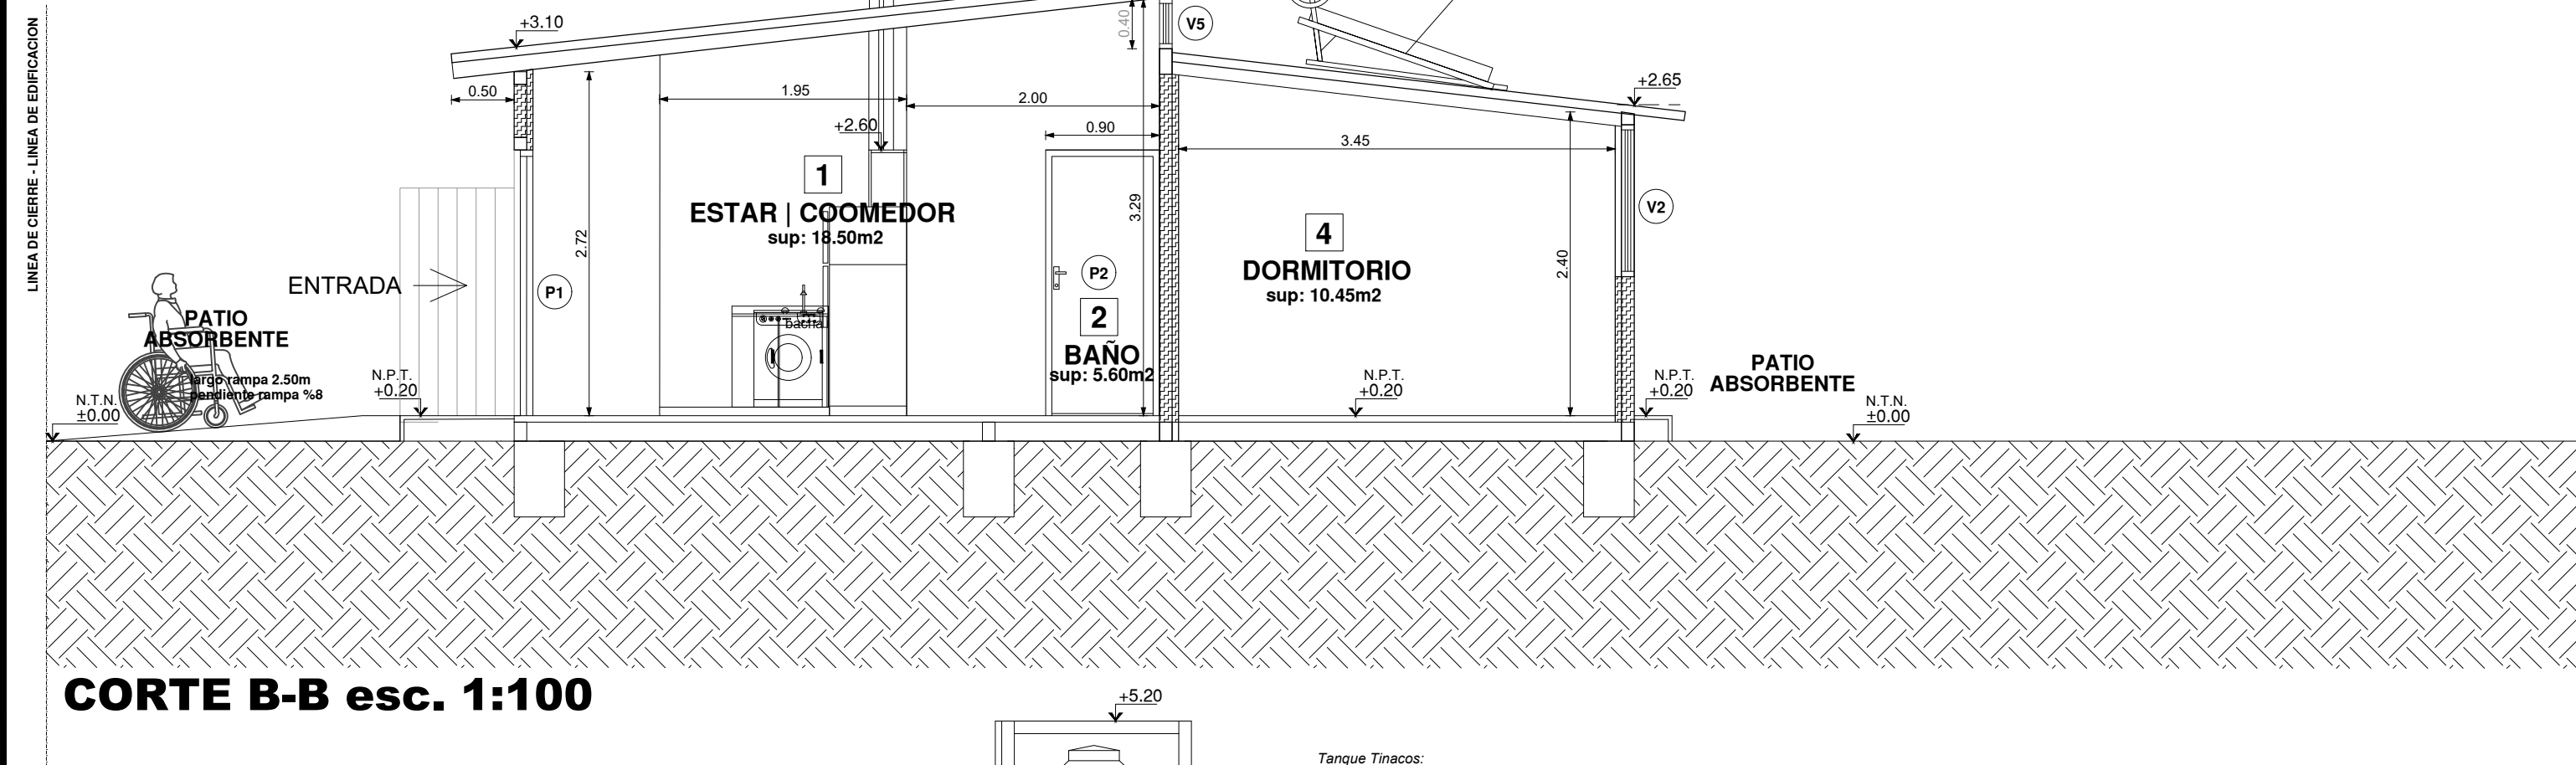 LINEA DE CIERRE - LINEA DE EDIFICACION
+3.10
0.40
V5
0.50
1.95
2.00
+2.65
+2.60
0.90
3.45
1
ESTAR | COOMEDOR
sup: 18.50m2
2.72
3.29
V2
4
DORMITORIO
sup: 10.45m2
2.40
ENTRADA
P1
P2
2
BAÑO
sup: 5.60m2
bacha
PATIO
ABSORBENTE
largo rampa 2.50m
pendiente rampa %8
N.P.T.
+0.20
N.T.N.
±0.00
N.P.T.
+0.20
N.P.T.
+0.20
PATIO
ABSORBENTE
N.T.N.
±0.00
CORTE B-B esc. 1:100
+5.20
Tanque Tinacos: